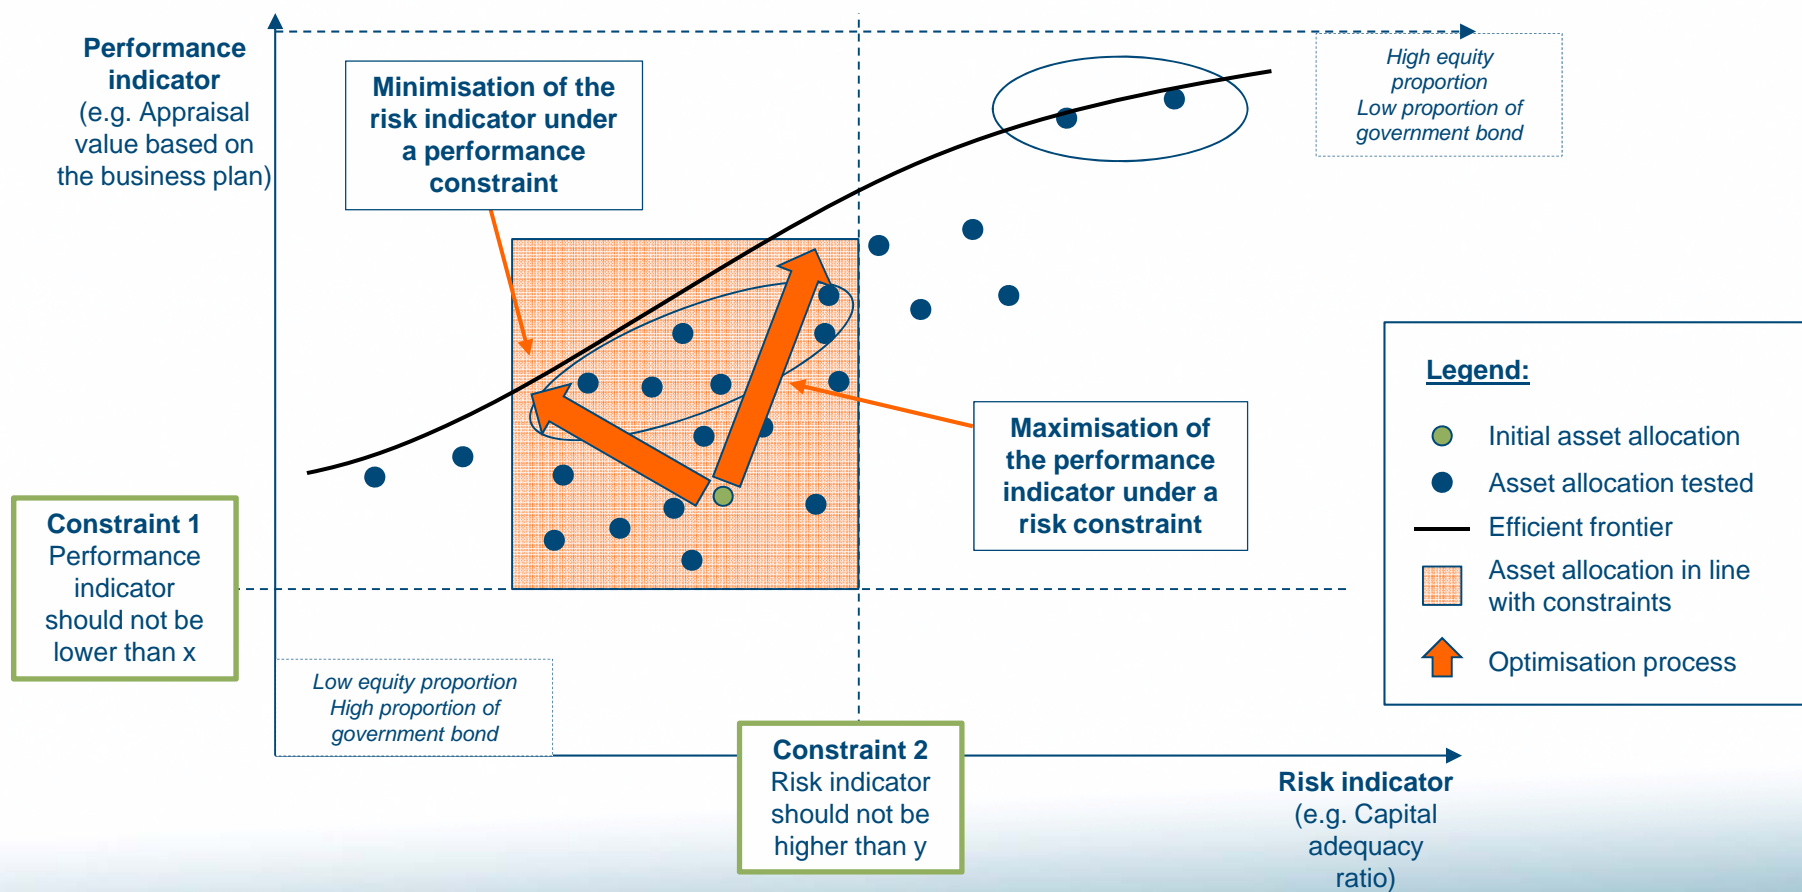 Performance
indicator
(e.g. Appraisal
value based on
the business plan)
Minimisation of the
risk indicator under
a performance
constraint
High equity
proportion
Low proportion of
government bond
Maximisation of
the performance
indicator under a
risk constraint
Legend:
Initial asset allocation
Asset allocation tested
Efficient frontier
Asset allocation in line
with constraints
Optimisation process
Constraint 1
Performance
indicator
should not be
lower than x
Low equity proportion
High proportion of
government bond
Constraint 2
Risk indicator
should not be
higher than y
Risk indicator
(e.g. Capital
adequacy
ratio)